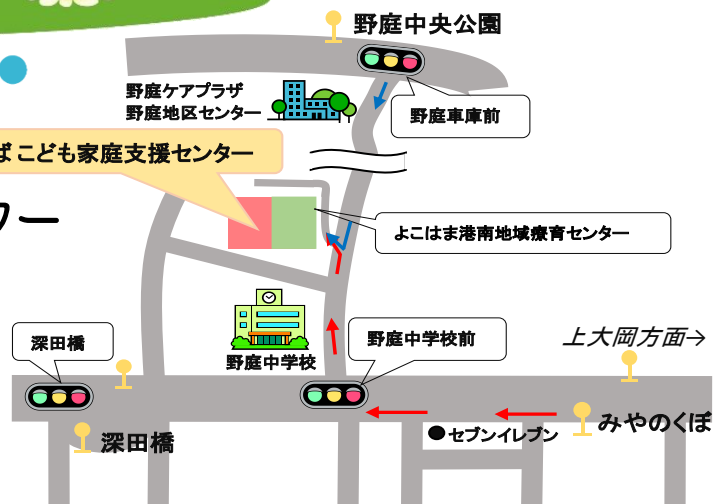 野庭中央公園
野庭ケアプラザ
野庭地区センター
野庭車庫前
ばこども家庭支援センター
ワー
よこはま港南地域療育センター
上大岡方面→
深田橋
野庭中学校前
野庭中学校
みやのくぼ
セブンイレブン
深田橋